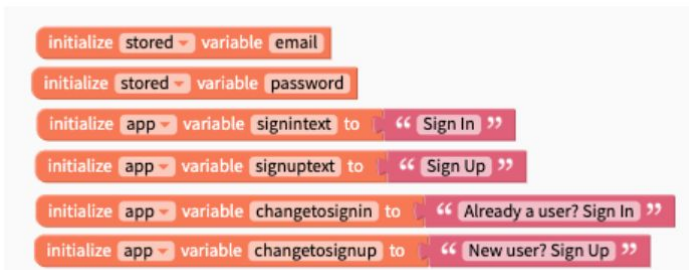 initialize stored variable email
initialize stored variable password
initialize app variable signintext to “ Sign In ”
initialize app variable signuptext to “ Sign Up ”
initialize app variable changetosignin to “ Already a user? Sign In ”
initialize app variable changetosignup to “ New user? Sign Up ”